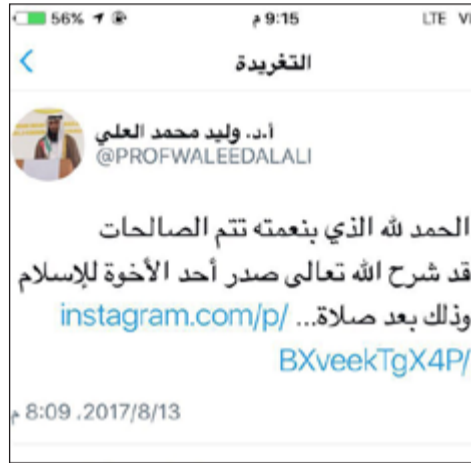 56% 9:15 م LTE
التغريدة
أ.د. وليد محمد العلي
@PROFWALEEDALALI
الحمد لله الذي بنعمته تتم الصالحات
قد شرح الله تعالى صدر أحد الأخوة للإسلام
وذلك بعد صلاة... instagram.com/p/
BXveekTgX4P/
2017/8/13، 8:09 م